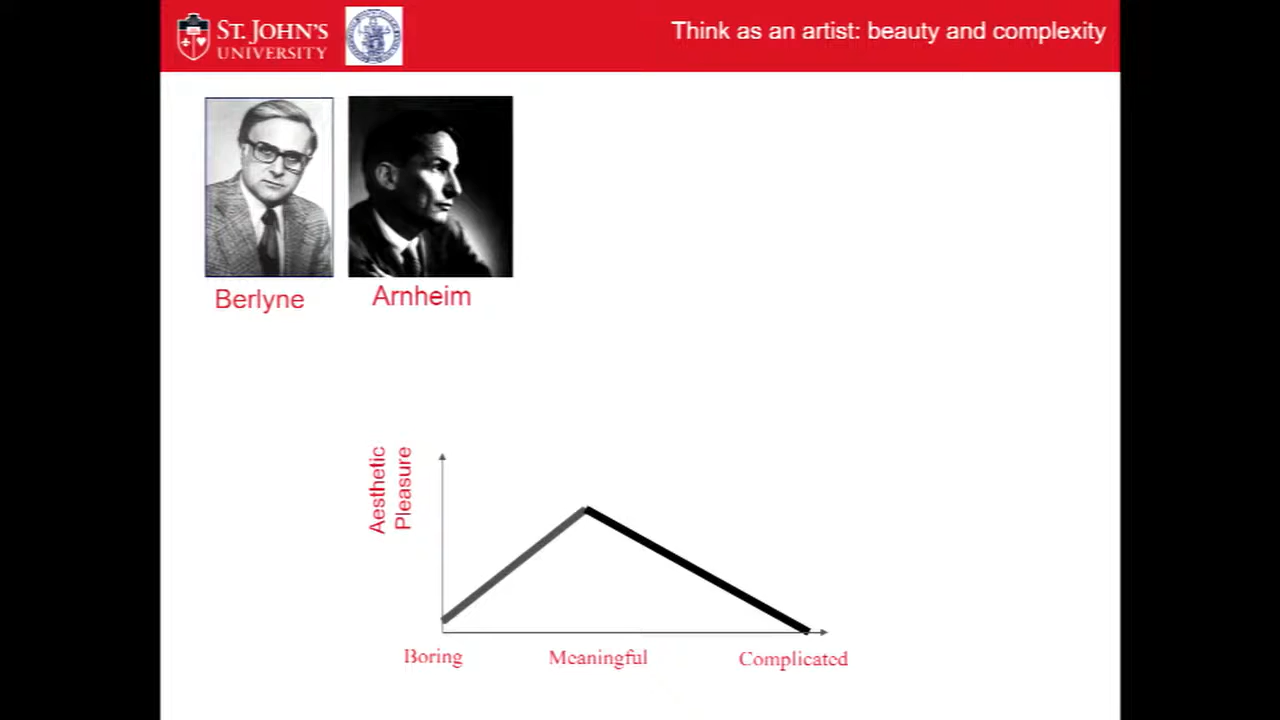 ST. JOHN'S
UNIVERSITY
Think as an artist: beauty and complexity
Berlyne
Arnheim
Aesthetic
Pleasure
Boring
Meaningful
Complicated